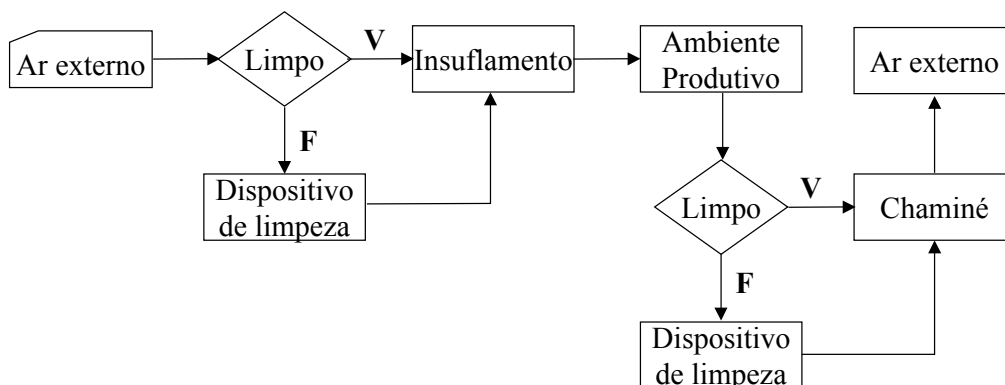 Ar externo
Limpo
V
Insuflamento
Ambiente
Produtivo
Ar externo
F
Dispositivo
de limpeza
Limpo
V
Chaminé
F
Dispositivo
de limpeza